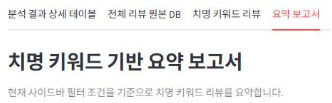 분석 결과 상세 테이블 전체 리뷰 원본 DB 치명 키워드 리뷰 요약 보고서
치명 키워드 기반 요약 보고서
현재 사이드바 필터 조건을 기준으로 치명 키워드 리뷰를 요약합니다.